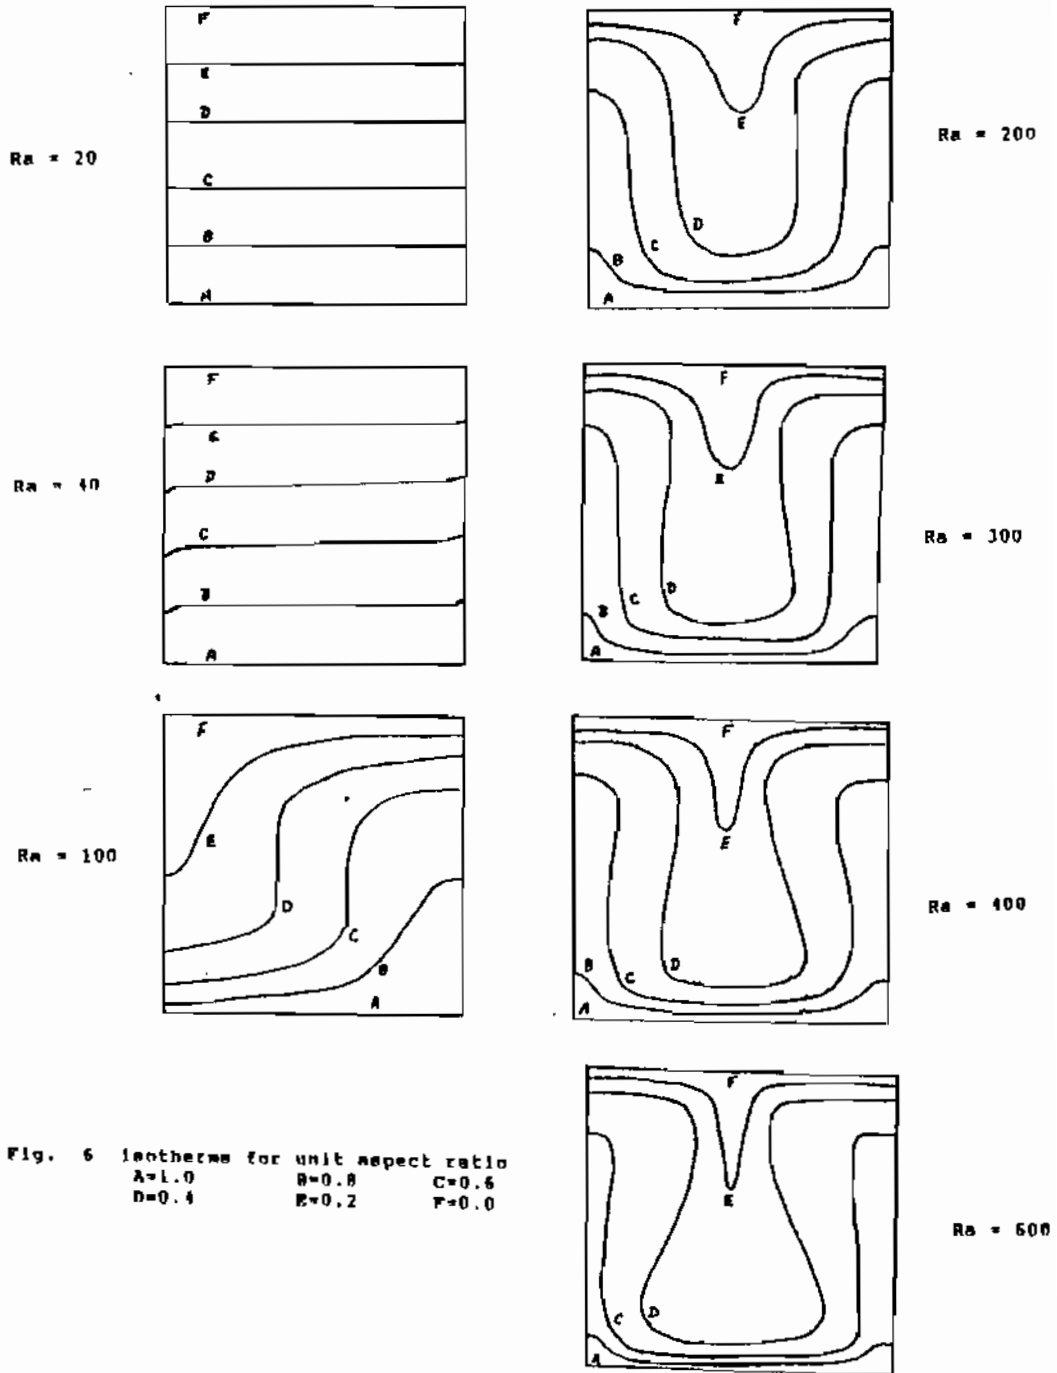 F
E
D
C
B
A
Ra = 20
F
E
D
C
B
A
Ra = 200
F
E
D
C
B
A
Ra = 40
F
E
D
C
B
A
Ra = 300
F
E
D
C
B
A
Ra = 100
F
E
D
C
B
A
Ra = 400
F
E
D
C
A
Ra = 600
Fig. 6 isotherms for unit aspect ratio
A=1.0 B=0.8 C=0.6
D=0.4 E=0.2 F=0.0